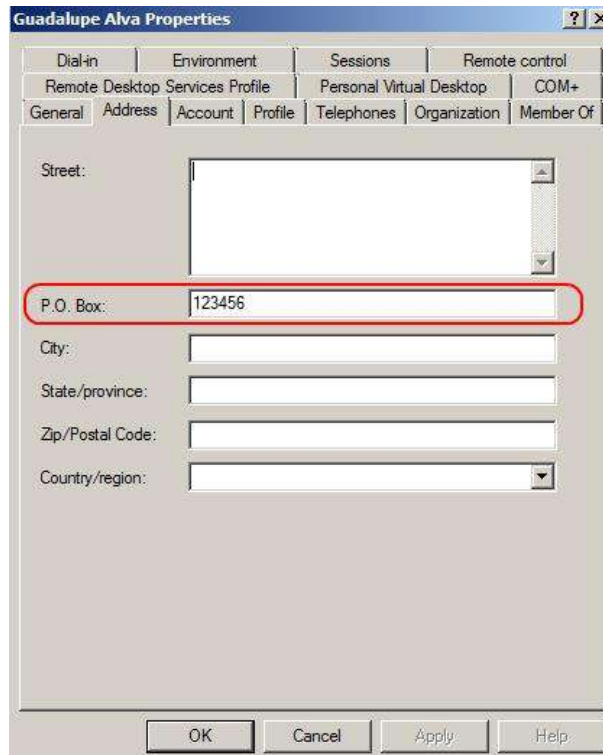 Guadalupe Alva Properties
Dial-in Environment Sessions Remote control
Remote Desktop Services Profile Personal Virtual Desktop COM+
General Address Account Profile Telephones Organization Member Of
Street:
P.O. Box: 123456
City:
State/province:
Zip/Postal Code:
Country/region:
OK Cancel Apply Help